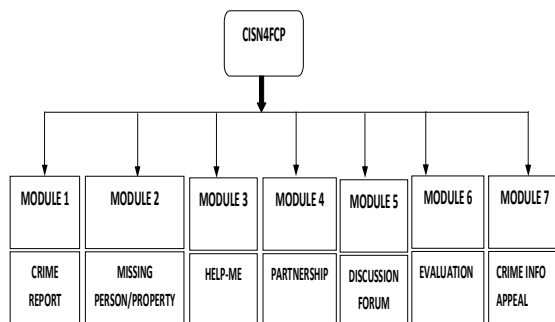 CISN4FCP
MODULE 1
MODULE 2
MODULE 3
MODULE 4
MODULE 5
MODULE 6
MODULE 7
CRIME
REPORT
MISSING
PERSON/PROPERTY
HELP-ME
PARTNERSHIP
DISCUSSION
FORUM
EVALUATION
CRIME INFO
APPEAL